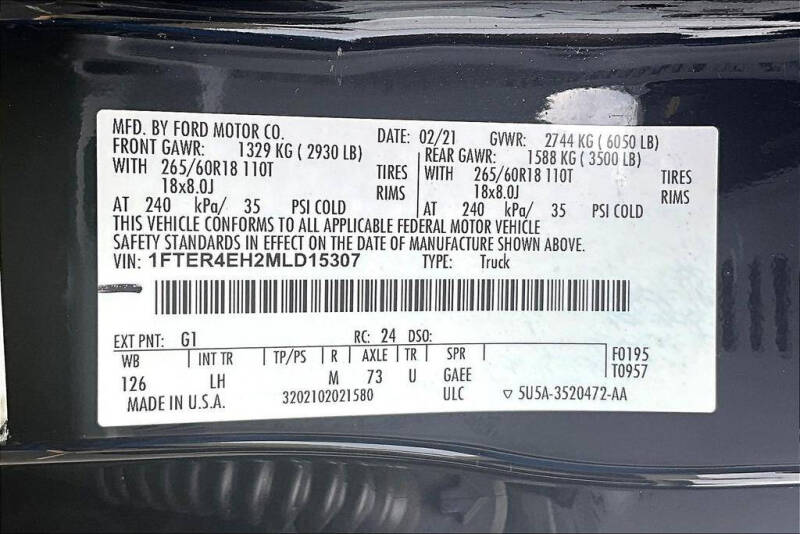 MFD. BY FORD MOTOR CO. DATE: 02/21 GVWR: 2744 KG ( 6050 LB)
FRONT GAWR: 1329 KG ( 2930 LB) REAR GAWR: 1588 KG ( 3500 LB)
WITH 265/60R18 110T TIRES WITH 265/60R18 110T TIRES
18x8.0J RIMS 18x8.0J RIMS
AT 240 kPa/ 35 PSI COLD AT 240 kPa/ 35 PSI COLD
THIS VEHICLE CONFORMS TO ALL APPLICABLE FEDERAL MOTOR VEHICLE
SAFETY STANDARDS IN EFFECT ON THE DATE OF MANUFACTURE SHOWN ABOVE.
VIN: 1FTER4EH2MLD15307 TYPE: Truck
EXT PNT: G1 RC: 24 DSO: F0195
WB INT TR TP/PS R AXLE TR SPR T0957
126 LH M 73 U GAEE
MADE IN U.S.A. 3202102021580 ULC ▽ 5U5A-3520472-AA